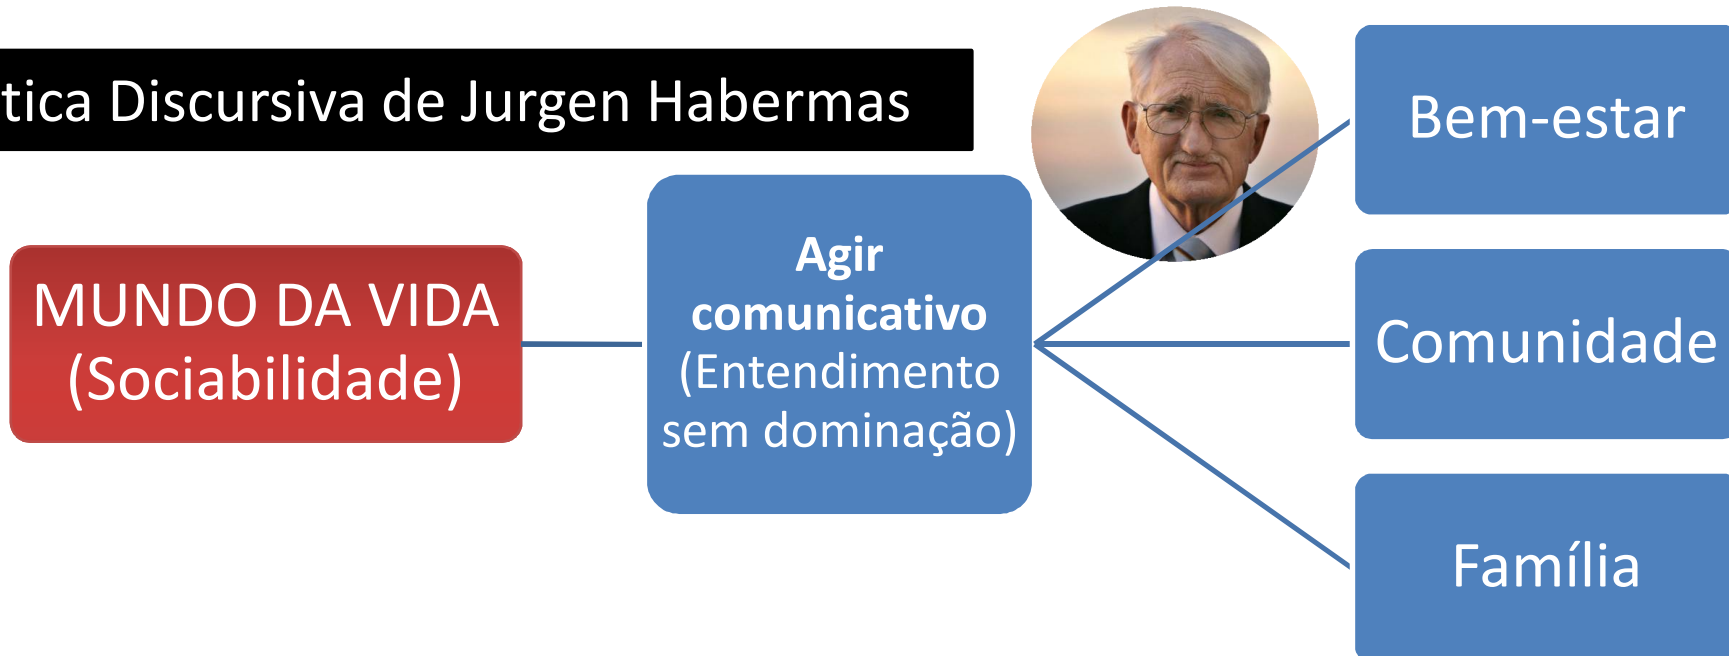 tica Discursiva de Jurgen Habermas
MUNDO DA VIDA
(Sociabilidade)
Agir
comunicativo
(Entendimento
sem dominação)
Bem-estar
Comunidade
Família